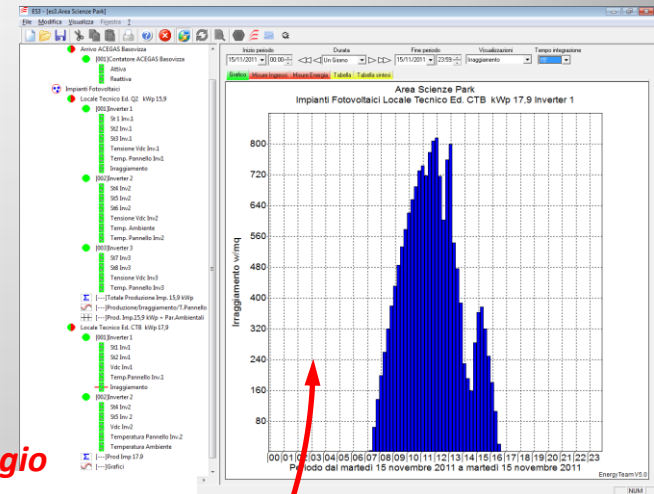 ES3 - [es3.Area Science Park]
File Modifica Visualizza Finestra ?
Arrivo ACEGAS Basovizza
[001]Contatore ACEGAS Basovizza
Attiva
Reattiva
Impianti Fotovoltaici
Locale Tecnico Ed. Q2 kWp 15,9
[001]Inverter 1
St 1 Inv.1
St2 Inv.1
St3 Inv.1
Tensione Vdc Inv.1
Temp. Pannello Inv1
Irraggiamento
[002]Inverter 2
St4 Inv2
St5 Inv2
St6 Inv2
Tensione Vdc Inv2
Temp. Ambiente
Temp. Pannello Inv2
[003]Inverter 3
St7 Inv3
St8 Inv3
Tensione Vdc Inv3
Temp. Pannello Inv3
[---]Totale Produzione Imp. 15,9 kWp
[---]Produzione/Irraggiamento/T.Pannello
[---]Prod. Imp.15,9 kWp + Par.Ambientali
Locale Tecnico Ed. CTB kWp 17,9
[001]Inverter 1
St1 Inv1
St2 Inv1
Vdc Inv1
Temp.Pannello Inv.1
Irraggiamento
[002]Inverter 2
St4 Inv2
St5 Inv 2
Vdc Inv2
Temperatura Pannello Inv.2
Temperatura Ambiente
[---]Prod Imp 17.9
[---]Grafici
gio
Inizio periodo Durata Fine periodo Visualizzazioni Tempo integrazione
15/11/2011 00:00 Un Giorno 15/11/2011 23:59 Irraggiamento
Grafico Misure Ingressi Misure Energia Tabella Tabella sintesi
Area Science Park
Impianti Fotovoltaici Locale Tecnico Ed. CTB kWp 17,9 Inverter 1
Irraggiamento w/mq
800
720
640
560
480
400
320
240
160
80
00 01 02 03 04 05 06 07 08 09 10 11 12 13 14 15 16 17 18 19 20 21 22 23
Periodo dal martedì 15 novembre 2011 a martedì 15 novembre 2011
EnergyTeam V5.0
NUM